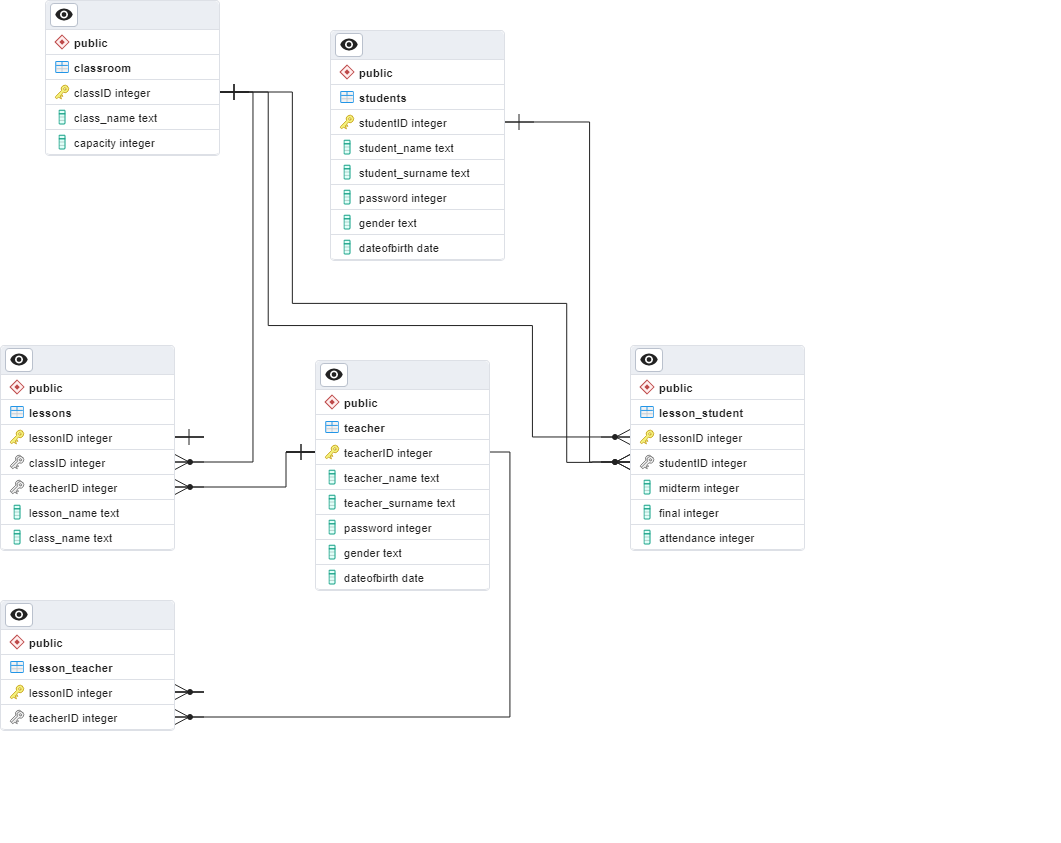 public
classroom
classID integer
class_name text
capacity integer
public
students
studentID integer
student_name text
student_surname text
password integer
gender text
dateofbirth date
public
lessons
lessonID integer
classID integer
teacherID integer
lesson_name text
class_name text
public
teacher
teacherID integer
teacher_name text
teacher_surname text
password integer
gender text
dateofbirth date
public
lesson_student
lessonID integer
studentID integer
midterm integer
final integer
attendance integer
public
lesson_teacher
lessonID integer
teacherID integer